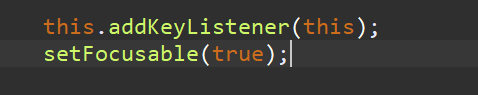 this.addKeyListener(this);
setFocusable(true);